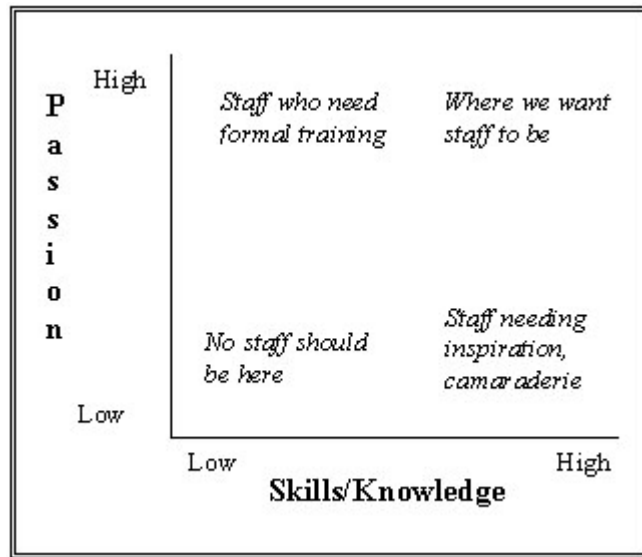 High
Passion
Staff who need
formal training
Where we want
staff to be
No staff should
be here
Staff needing
inspiration,
camaraderie
Low
Low
High
Skills/Knowledge